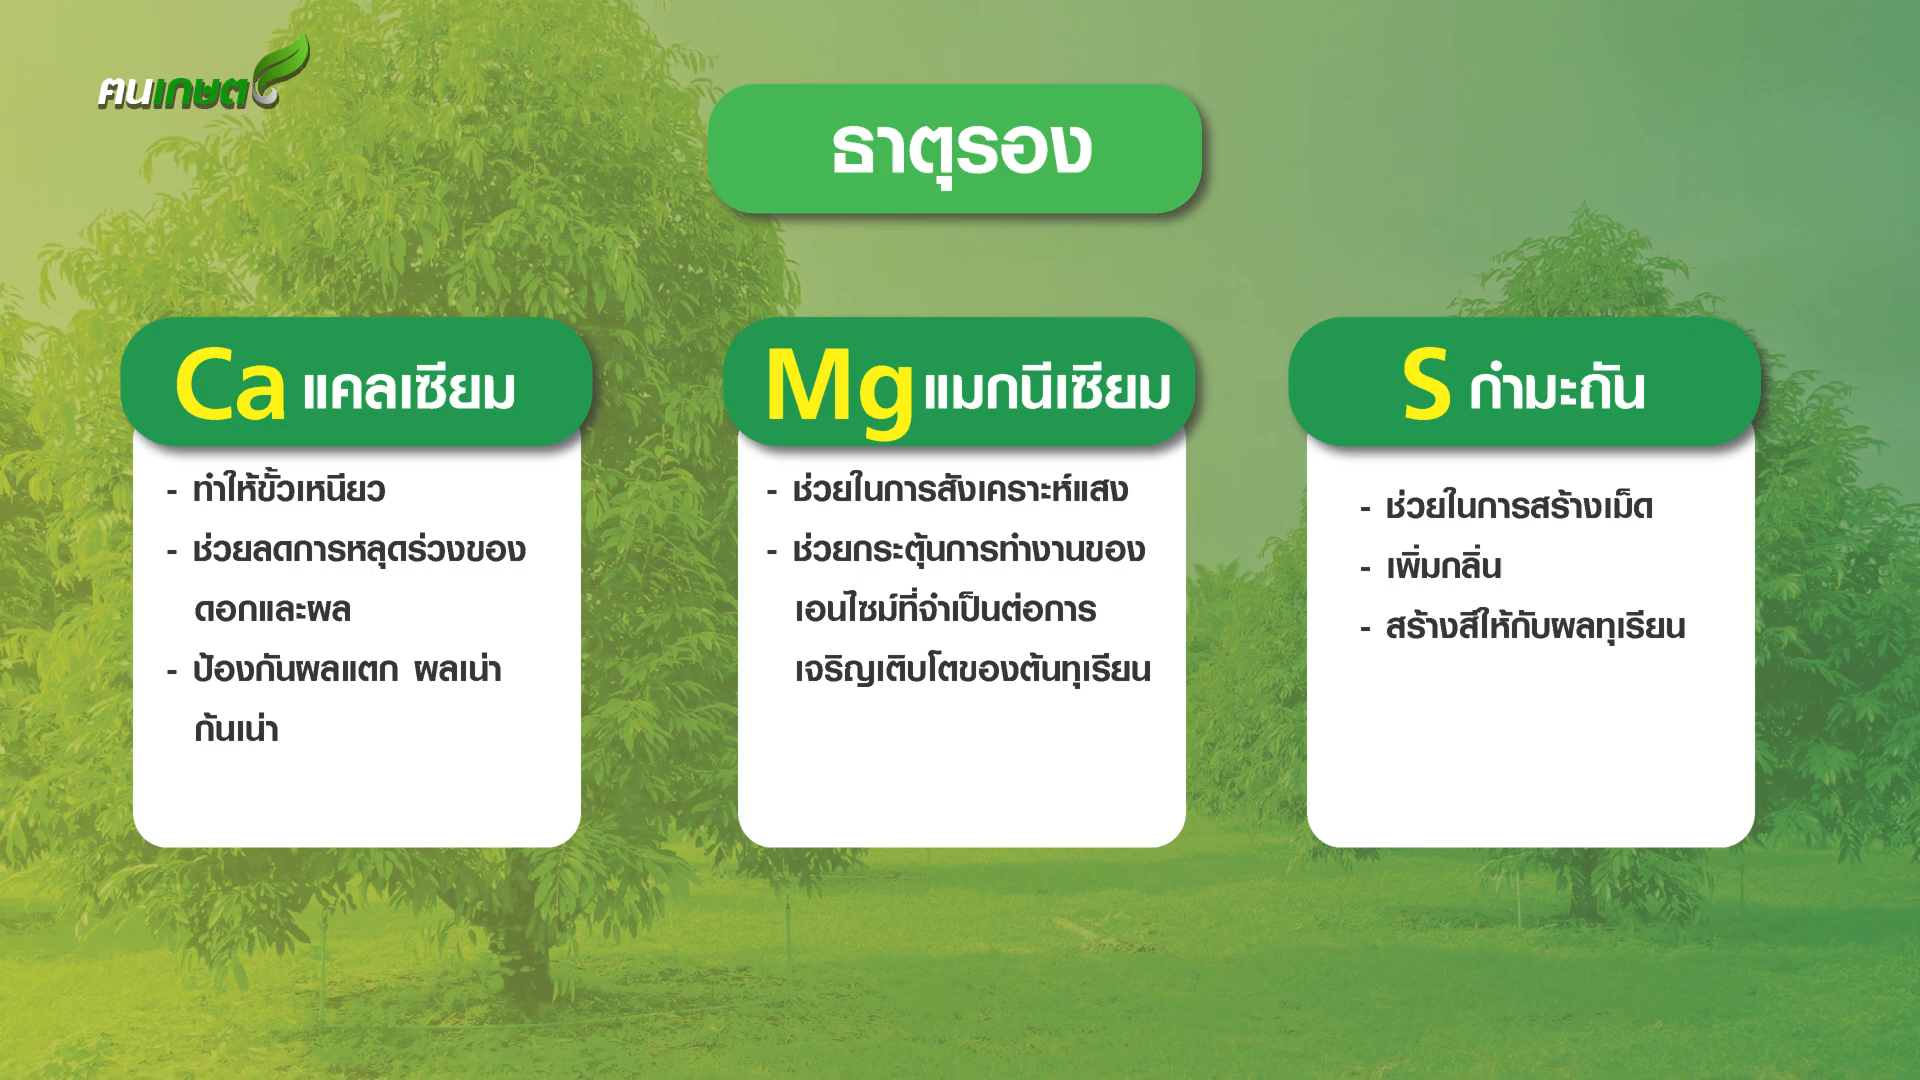 ฅนเกษตร
ธาตุรอง
Ca แคลเซียม
- ทำให้ขั้วเหนียว
- ช่วยลดการหลุดร่วงของ
ดอกและผล
- ป้องกันผลแตก ผลเน่า
ก้นเน่า
Mg แมกนีเซียม
- ช่วยในการสังเคราะห์แสง
- ช่วยกระตุ้นการทำงานของ
เอนไซม์ที่จำเป็นต่อการ
เจริญเติบโตของต้นทุเรียน
S กำมะถัน
- ช่วยในการสร้างเม็ด
- เพิ่มกลิ่น
- สร้างสีให้กับผลทุเรียน